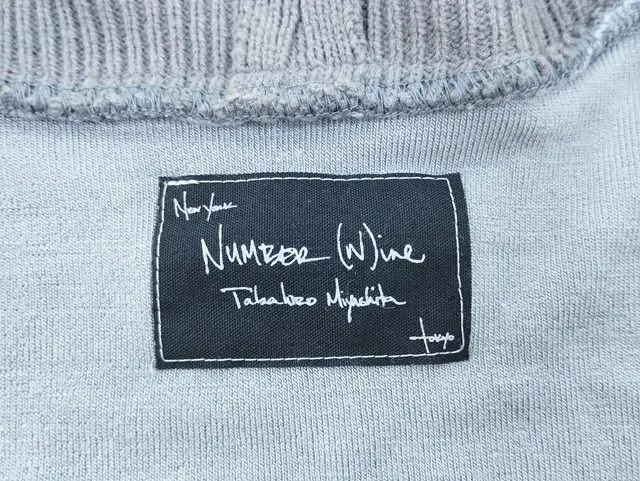 New York
NUMBER (N)ine
Takahiro Miyashita
tokyo